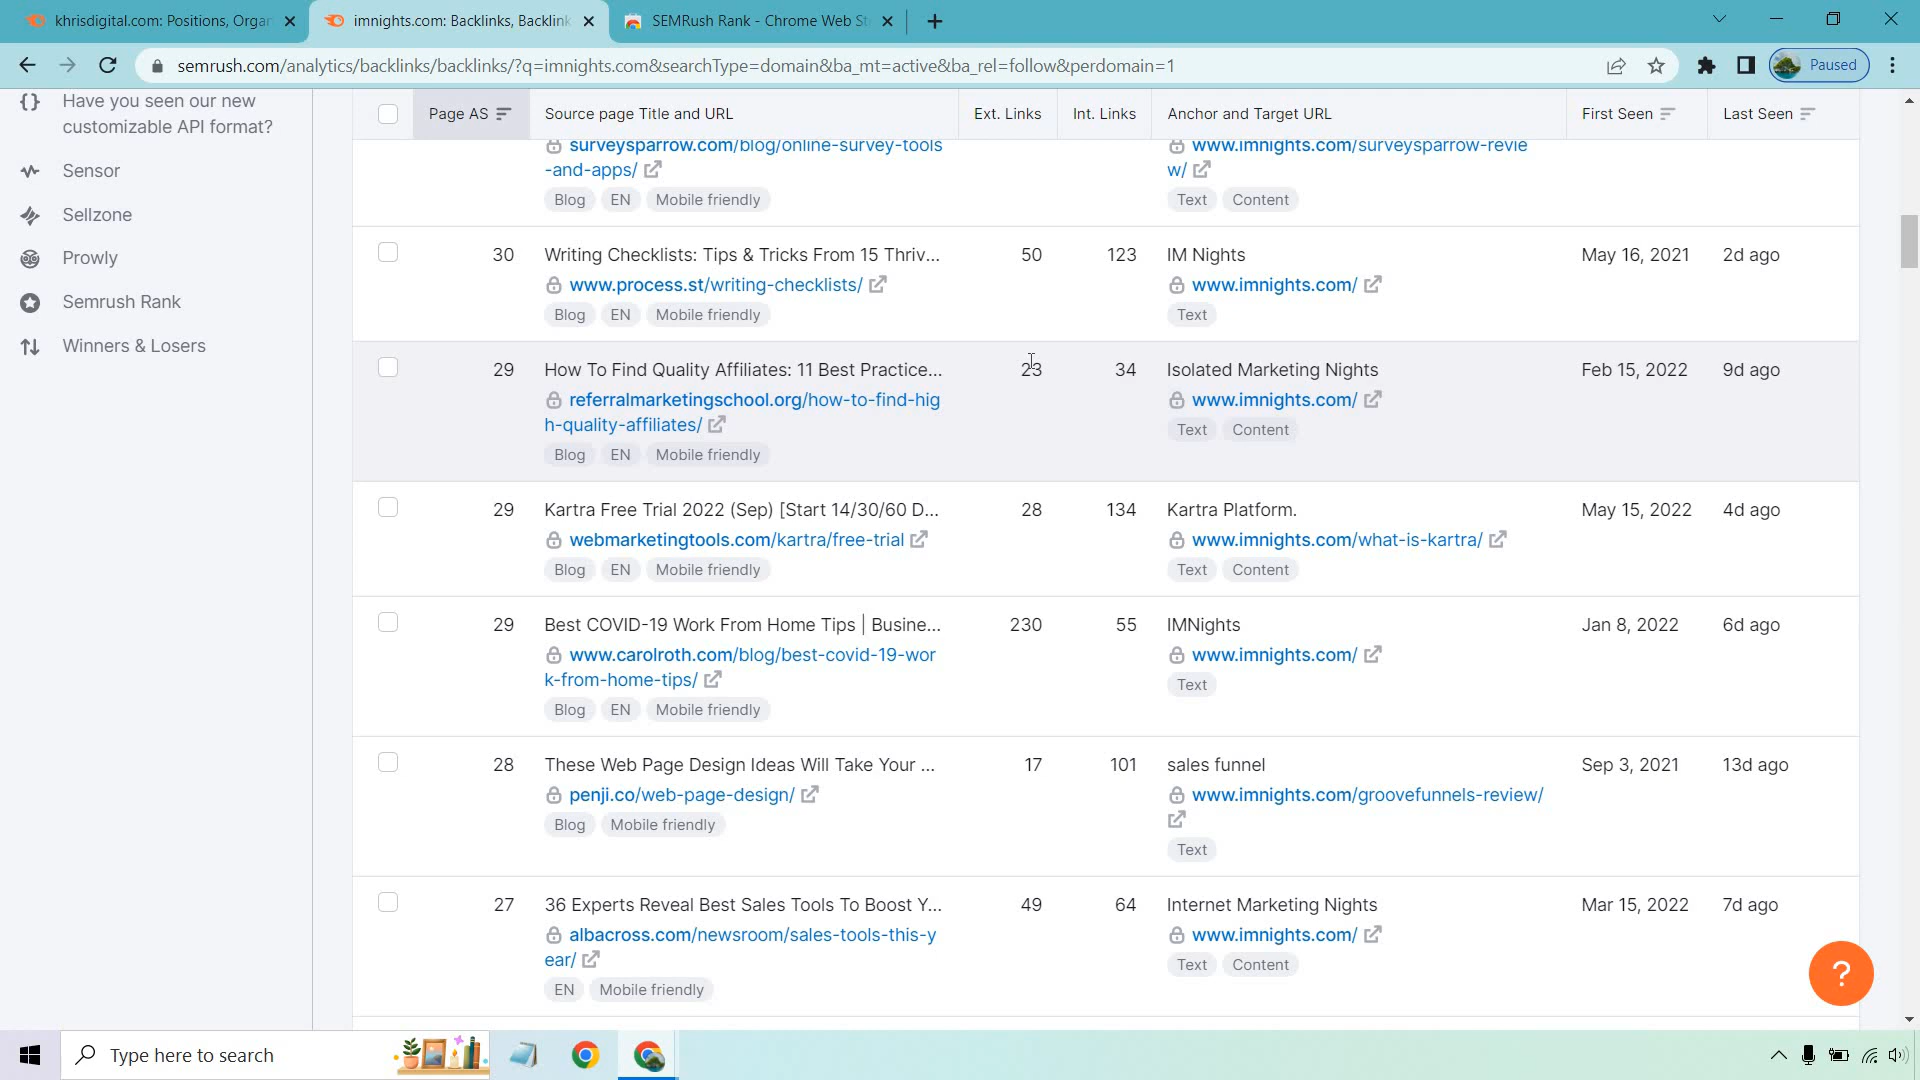 khrisdigital.com: Positions, Organ
imnights.com: Backlinks, Backlink
SEMRush Rank - Chrome Web St
semrush.com/analytics/backlinks/backlinks/?q=imnights.com&searchType=domain&ba_mt=active&ba_rel=follow&perdomain=1
Paused
Have you seen our new
customizable API format?
Sensor
Sellzone
Prowly
Semrush Rank
Winners & Losers
Page AS Source page Title and URL Ext. Links Int. Links Anchor and Target URL First Seen Last Seen
surveysparrow.com/blog/online-survey-tools www.imnights.com/surveysparrow-revie
-and-apps/ w/
Blog EN Mobile friendly Text Content
30 Writing Checklists: Tips & Tricks From 15 Thriv... 50 123 IM Nights May 16, 2021 2d ago
www.process.st/writing-checklists/ www.imnights.com/
Blog EN Mobile friendly Text
29 How To Find Quality Affiliates: 11 Best Practice... 23 34 Isolated Marketing Nights Feb 15, 2022 9d ago
referralmarketingschool.org/how-to-find-hig www.imnights.com/
h-quality-affiliates/ Text Content
Blog EN Mobile friendly
29 Kartra Free Trial 2022 (Sep) [Start 14/30/60 D... 28 134 Kartra Platform. May 15, 2022 4d ago
webmarketingtools.com/kartra/free-trial www.imnights.com/what-is-kartra/
Blog EN Mobile friendly Text Content
29 Best COVID-19 Work From Home Tips | Busine... 230 55 IMNights Jan 8, 2022 6d ago
www.carolroth.com/blog/best-covid-19-wor www.imnights.com/
k-from-home-tips/ Text
Blog EN Mobile friendly
28 These Web Page Design Ideas Will Take Your ... 17 101 sales funnel Sep 3, 2021 13d ago
penji.co/web-page-design/ www.imnights.com/groovefunnels-review/
Blog Mobile friendly
Text
27 36 Experts Reveal Best Sales Tools To Boost Y... 49 64 Internet Marketing Nights Mar 15, 2022 7d ago
albacross.com/newsroom/sales-tools-this-y www.imnights.com/
ear/ Text Content
EN Mobile friendly
?
Type here to search